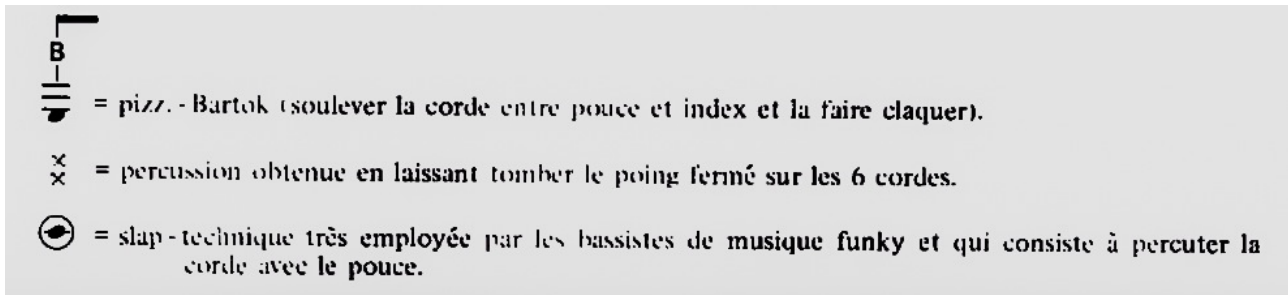 B
= pizz. - Bartok (soulever la corde entre pouce et index et la faire claquer).
×
× = percussion obtenue en laissant tomber le poing fermé sur les 6 cordes.
= slap - technique très employée par les bassistes de musique funky et qui consiste à percuter la
corde avec le pouce.